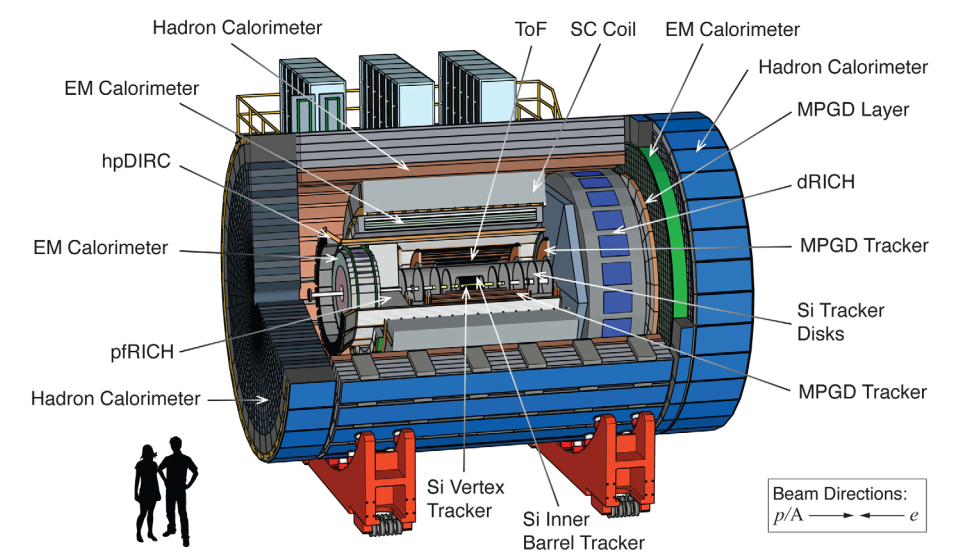 Hadron Calorimeter
ToF
SC Coil
EM Calorimeter
EM Calorimeter
Hadron Calorimeter
MPGD Layer
hpDIRC
dRICH
EM Calorimeter
MPGD Tracker
Si Tracker
Disks
pfRICH
Hadron Calorimeter
MPGD Tracker
Si Vertex
Tracker
Si Inner
Barrel Tracker
Beam Directions:
p/A e